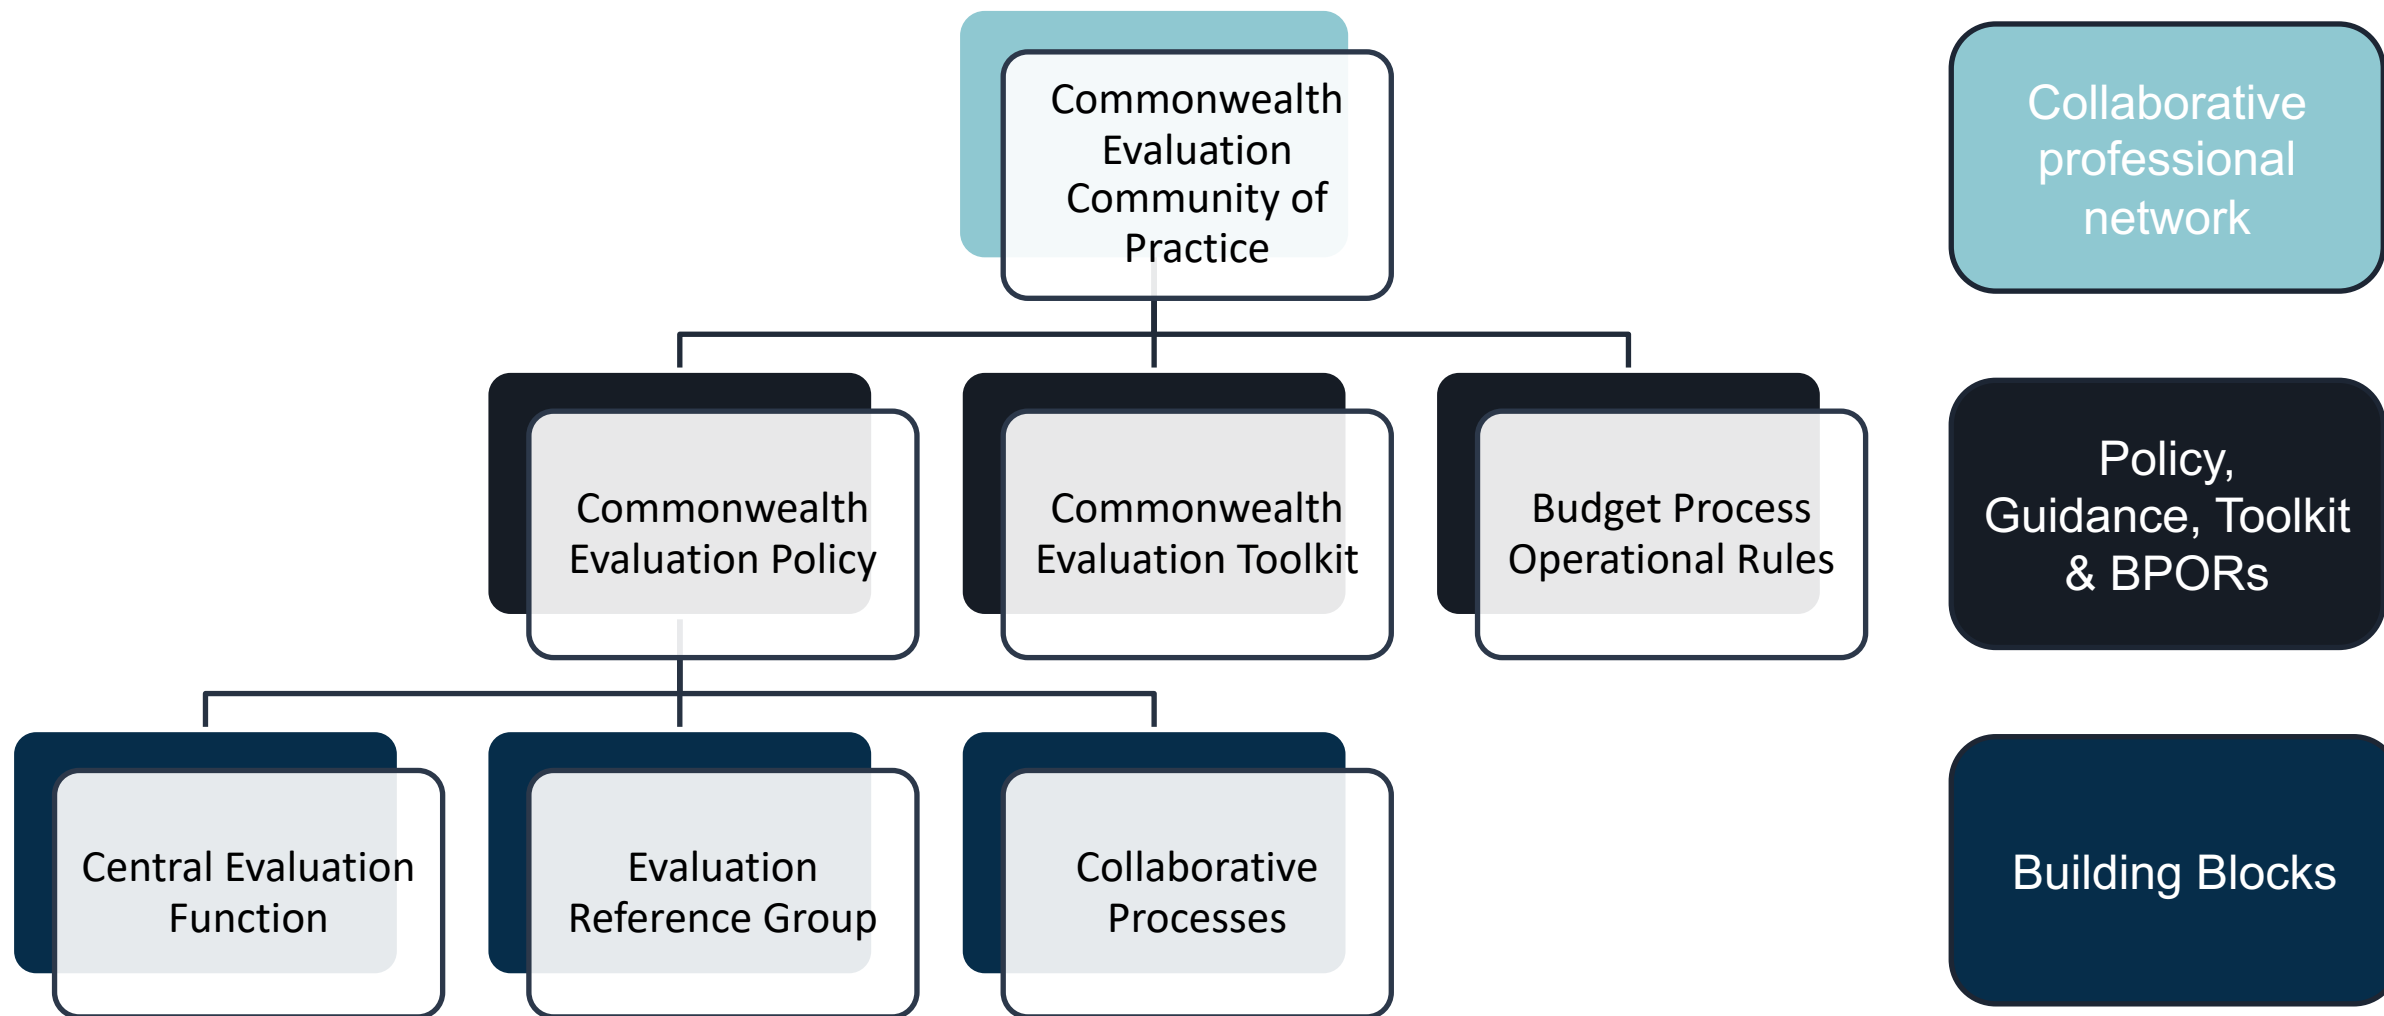 Commonwealth
Evaluation
Community of
Practice
Collaborative
professional
network
Commonwealth
Evaluation Policy
Commonwealth
Evaluation Toolkit
Budget Process
Operational Rules
Policy,
Guidance, Toolkit
& BPORs
Central Evaluation
Function
Evaluation
Reference Group
Collaborative
Processes
Building Blocks